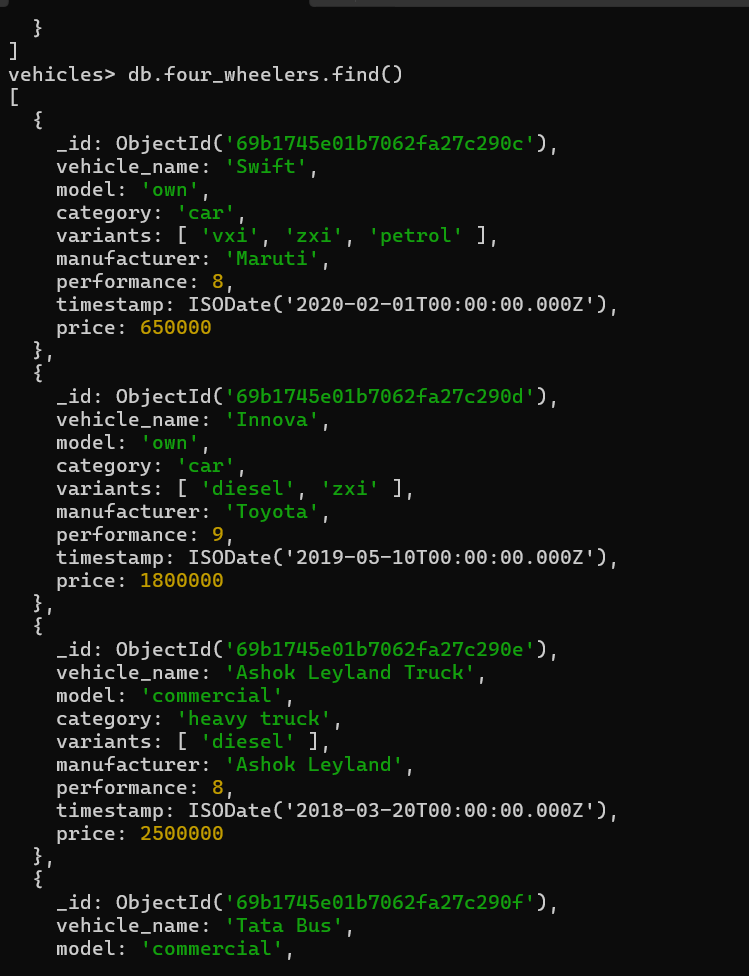 }
]
vehicles> db.four_wheelers.find()
[
  {
    _id: ObjectId('69b1745e01b7062fa27c290c'),
    vehicle_name: 'Swift',
    model: 'own',
    category: 'car',
    variants: [ 'vxi', 'zxi', 'petrol' ],
    manufacturer: 'Maruti',
    performance: 8,
    timestamp: ISODate('2020-02-01T00:00:00.000Z'),
    price: 650000
  },
  {
    _id: ObjectId('69b1745e01b7062fa27c290d'),
    vehicle_name: 'Innova',
    model: 'own',
    category: 'car',
    variants: [ 'diesel', 'zxi' ],
    manufacturer: 'Toyota',
    performance: 9,
    timestamp: ISODate('2019-05-10T00:00:00.000Z'),
    price: 1800000
  },
  {
    _id: ObjectId('69b1745e01b7062fa27c290e'),
    vehicle_name: 'Ashok Leyland Truck',
    model: 'commercial',
    category: 'heavy truck',
    variants: [ 'diesel' ],
    manufacturer: 'Ashok Leyland',
    performance: 8,
    timestamp: ISODate('2018-03-20T00:00:00.000Z'),
    price: 2500000
  },
  {
    _id: ObjectId('69b1745e01b7062fa27c290f'),
    vehicle_name: 'Tata Bus',
    model: 'commercial',